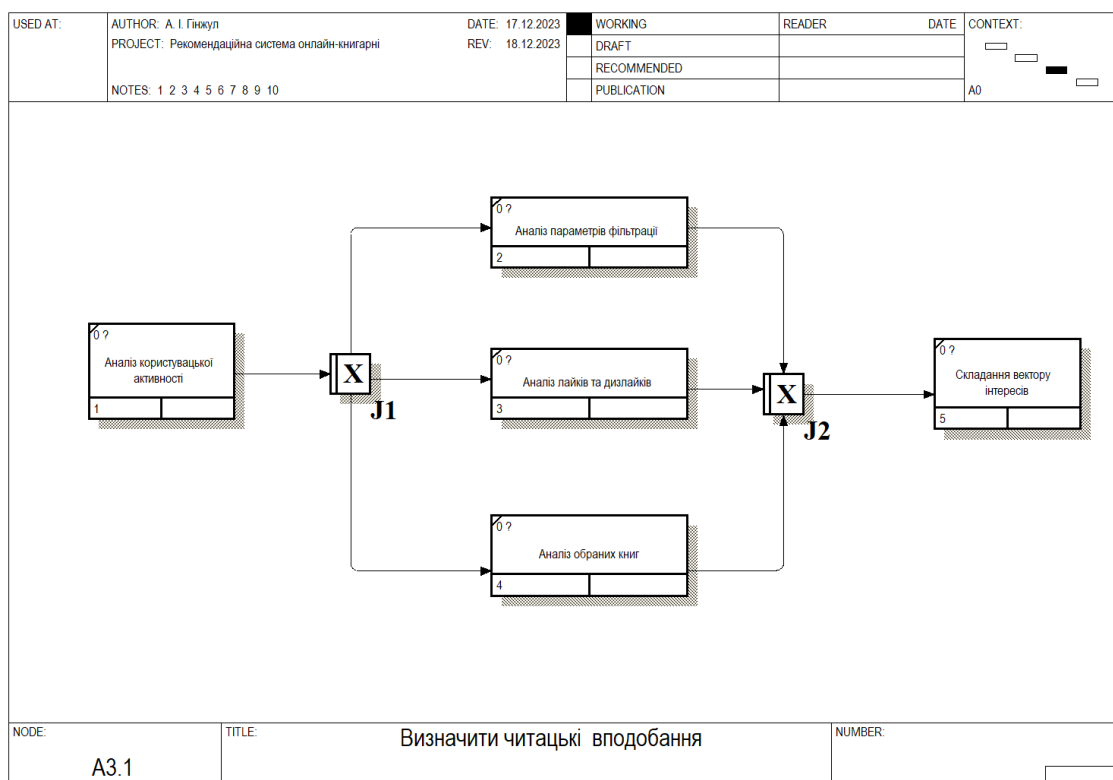 USED AT:
AUTHOR: А. І. Гінжул
DATE: 17.12.2023
WORKING
READER
DATE
CONTEXT:
PROJECT: Рекомендаційна система онлайн-книгарні
REV: 18.12.2023
DRAFT
RECOMMENDED
NOTES: 1 2 3 4 5 6 7 8 9 10
PUBLICATION
A0
0 ?
Аналіз параметрів фільтрації
2
0 ?
Аналіз користувацької
активності
1
X
J1
0 ?
Аналіз лайків та дизлайків
3
X
J2
0 ?
Складання вектору
інтересів
5
0 ?
Аналіз обраних книг
4
NODE:
A3.1
TITLE:
Визначити читацькі вподобання
NUMBER: